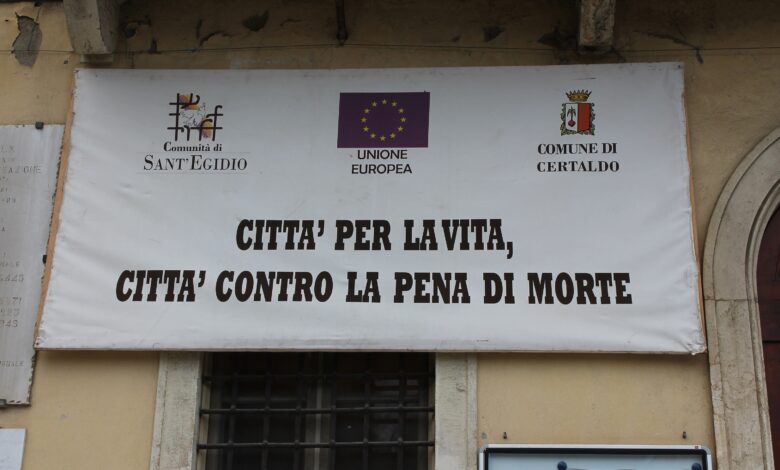 Comunità di
SANT'EGIDIO
UNIONE
EUROPEA
COMUNE DI
CERTALDO
CITTA' PER LA VITA,
CITTA' CONTRO LA PENA DI MORTE